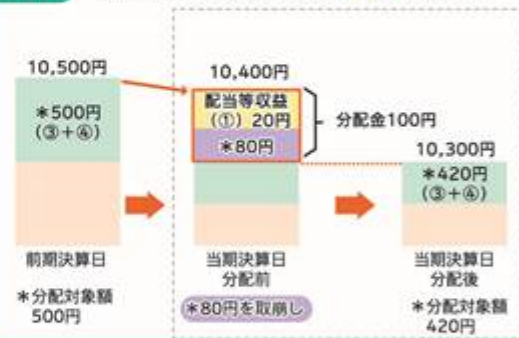 10,500円
*500円
(③+④)
前期決算日
*分配対象額
500円
10,400円
配当等収益
(①) 20円
*80円
分配金100円
当期決算日
分配前
*80円を取崩し
10,300円
*420円
(③+④)
当期決算日
分配後
*分配対象額
420円